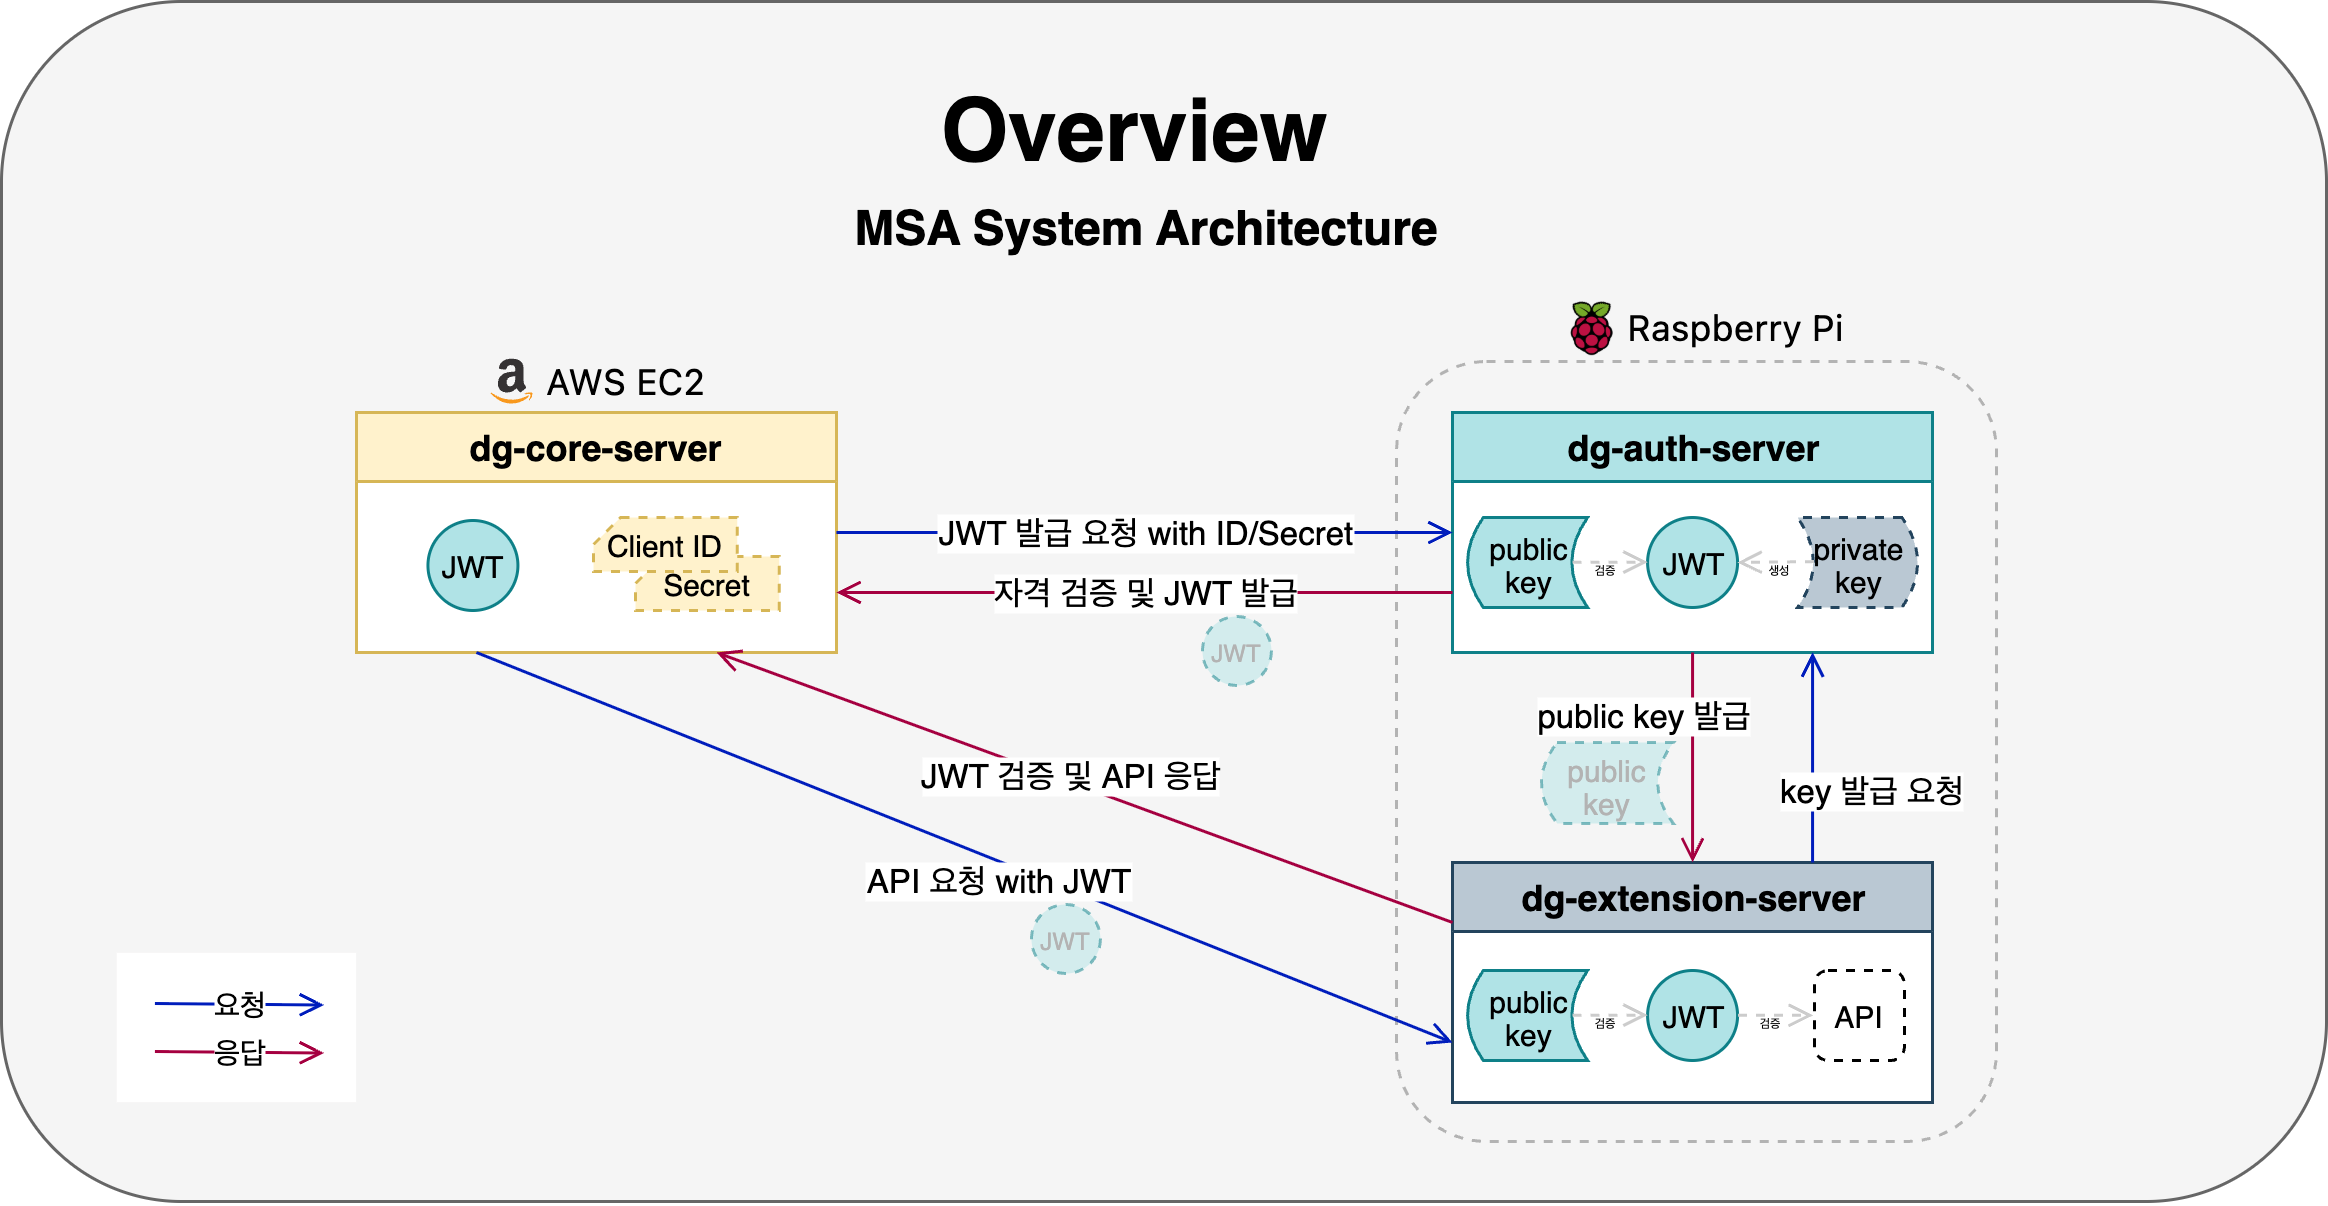 Overview
MSA System Architecture
Raspberry Pi
a AWS EC2
dg-core-server
JWT
Client ID
Secret
dg-auth-server
public
key
검증
JWT
생성
private
key
JWT 발급 요청 with ID/Secret
자격 검증 및 JWT 발급
JWT
public key 발급
public
key
key 발급 요청
JWT 검증 및 API 응답
API 요청 with JWT
JWT
dg-extension-server
public
key
검증
JWT
검증
API
요청
응답